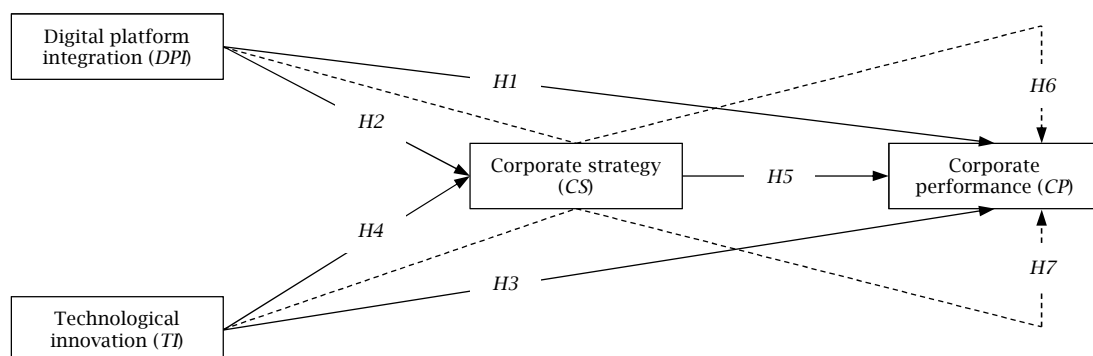 Digital platform
integration (DPI)
H1
H6
H2
Corporate strategy
(CS)
H5
Corporate
performance (CP)
H4
H3
H7
Technological
innovation (TI)